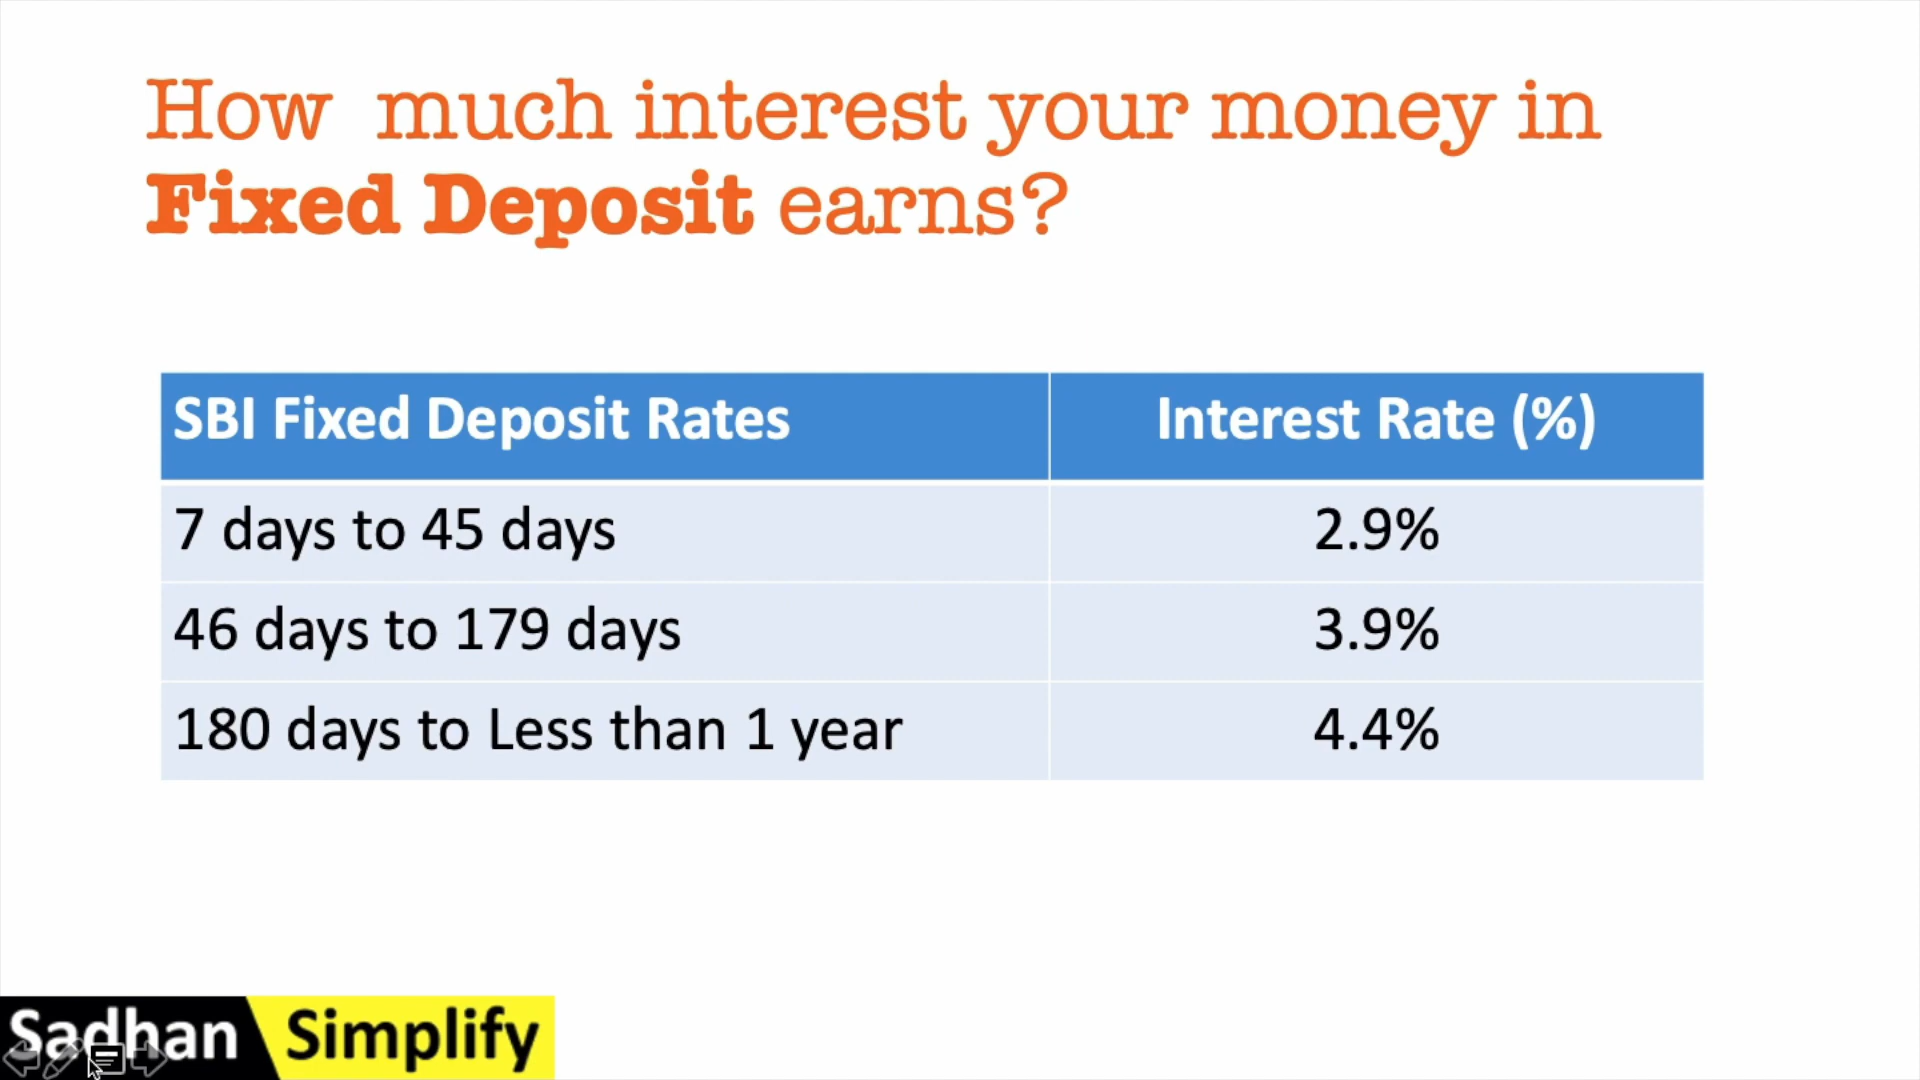 How much interest your money in
Fixed Deposit earns?
SBI Fixed Deposit Rates Interest Rate (%)
7 days to 45 days 2.9%
46 days to 179 days 3.9%
180 days to Less than 1 year 4.4%
Sadhan Simplify